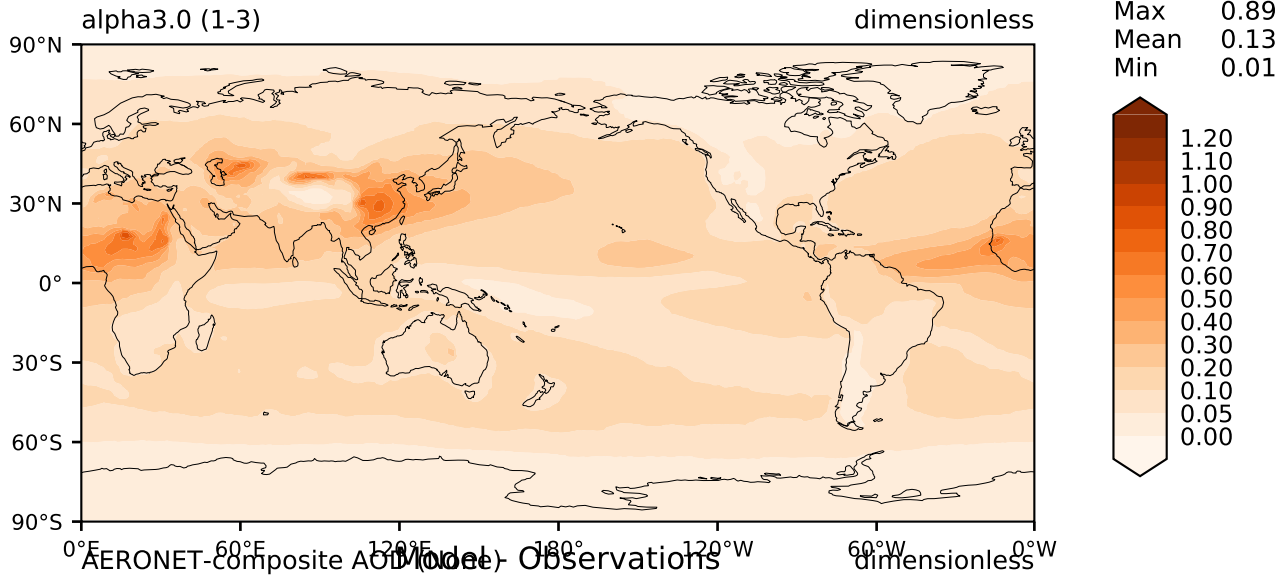 alpha3.0 (1-3) dimensionless
Max 0.89
Mean 0.13
Min 0.01
90°N
60°N
30°N
0°
30°S
60°S
90°S
0°E 60°E 120°E 180° 120°W 60°W 0°W
1.20
1.10
1.00
0.90
0.80
0.70
0.60
0.50
0.40
0.30
0.20
0.10
0.05
0.00
AERONET-composite AOD (None) dimensionless
Model - Observations